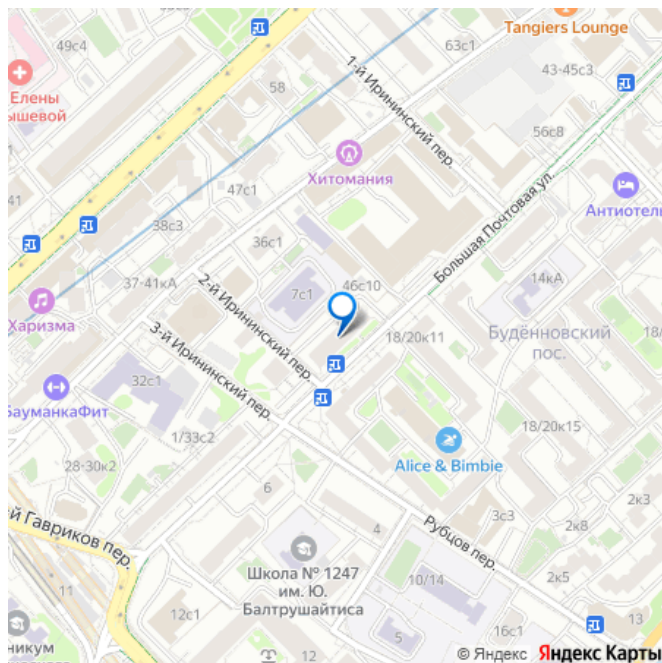 49с4
63с1
Tangiers Lounge
43-45с3
58
1-й Ирининский пер.
Елены
ышевой
56с8
Хитомания
47с1
Антиотель
41
38с3
36с1
Большая Почтовая ул.
37-41кА
2-й Ирининский пер.
7с1
46с10
14кА
Харизма
3-й Ирининский пер.
18/20к11
Будённовский
пос.
32с1
БауманкаФит
1/33с2
18/20к15
Alice & Bimbie
28-30к2
6
2к3
3с3
2к8
4
Рубцов пер.
й Гавриков пер.
Школа № 1247
им. Ю.
Балтрушайтиса
10/14
2к5
11
12с1
13
никум
5
16с1
12
© Яндекс Яндекс Карты